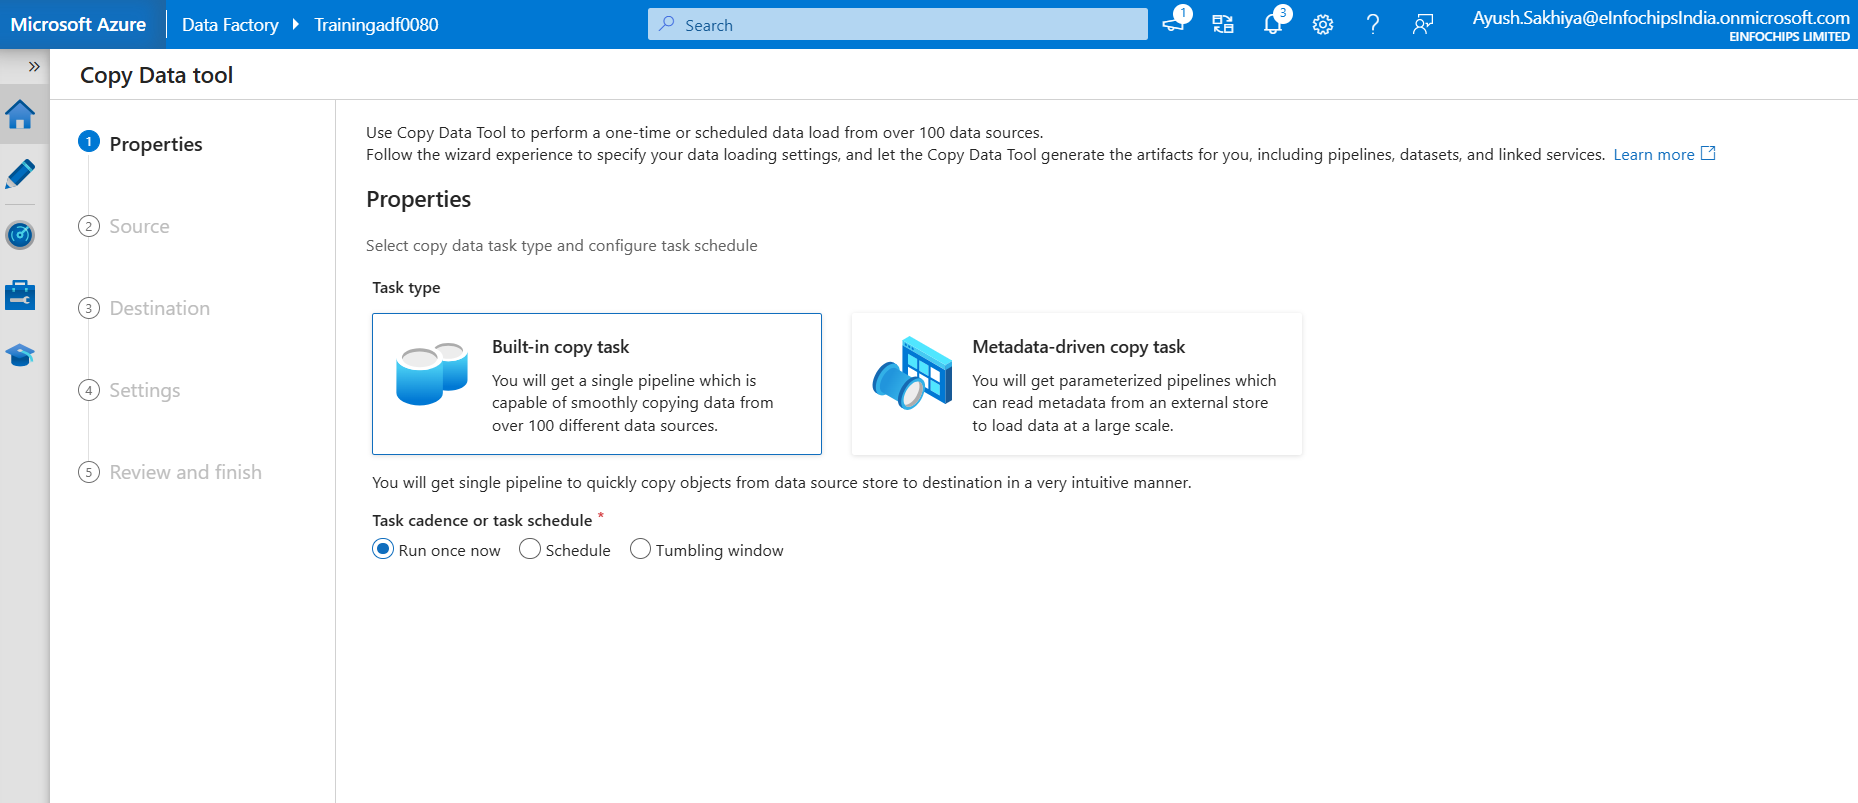 Microsoft Azure
Data Factory
Trainingadf0080
Search
1
3
Ayush.Sakhiya@eInfochipsIndia.onmicrosoft.com
EINFOCHIPS LIMITED
Copy Data tool
1 Properties
2 Source
3 Destination
4 Settings
5 Review and finish
Use Copy Data Tool to perform a one-time or scheduled data load from over 100 data sources.
Follow the wizard experience to specify your data loading settings, and let the Copy Data Tool generate the artifacts for you, including pipelines, datasets, and linked services. Learn more
Properties
Select copy data task type and configure task schedule
Task type
Built-in copy task
You will get a single pipeline which is
capable of smoothly copying data from
over 100 different data sources.
Metadata-driven copy task
You will get parameterized pipelines which
can read metadata from an external store
to load data at a large scale.
You will get single pipeline to quickly copy objects from data source store to destination in a very intuitive manner.
Task cadence or task schedule *
Run once now Schedule Tumbling window